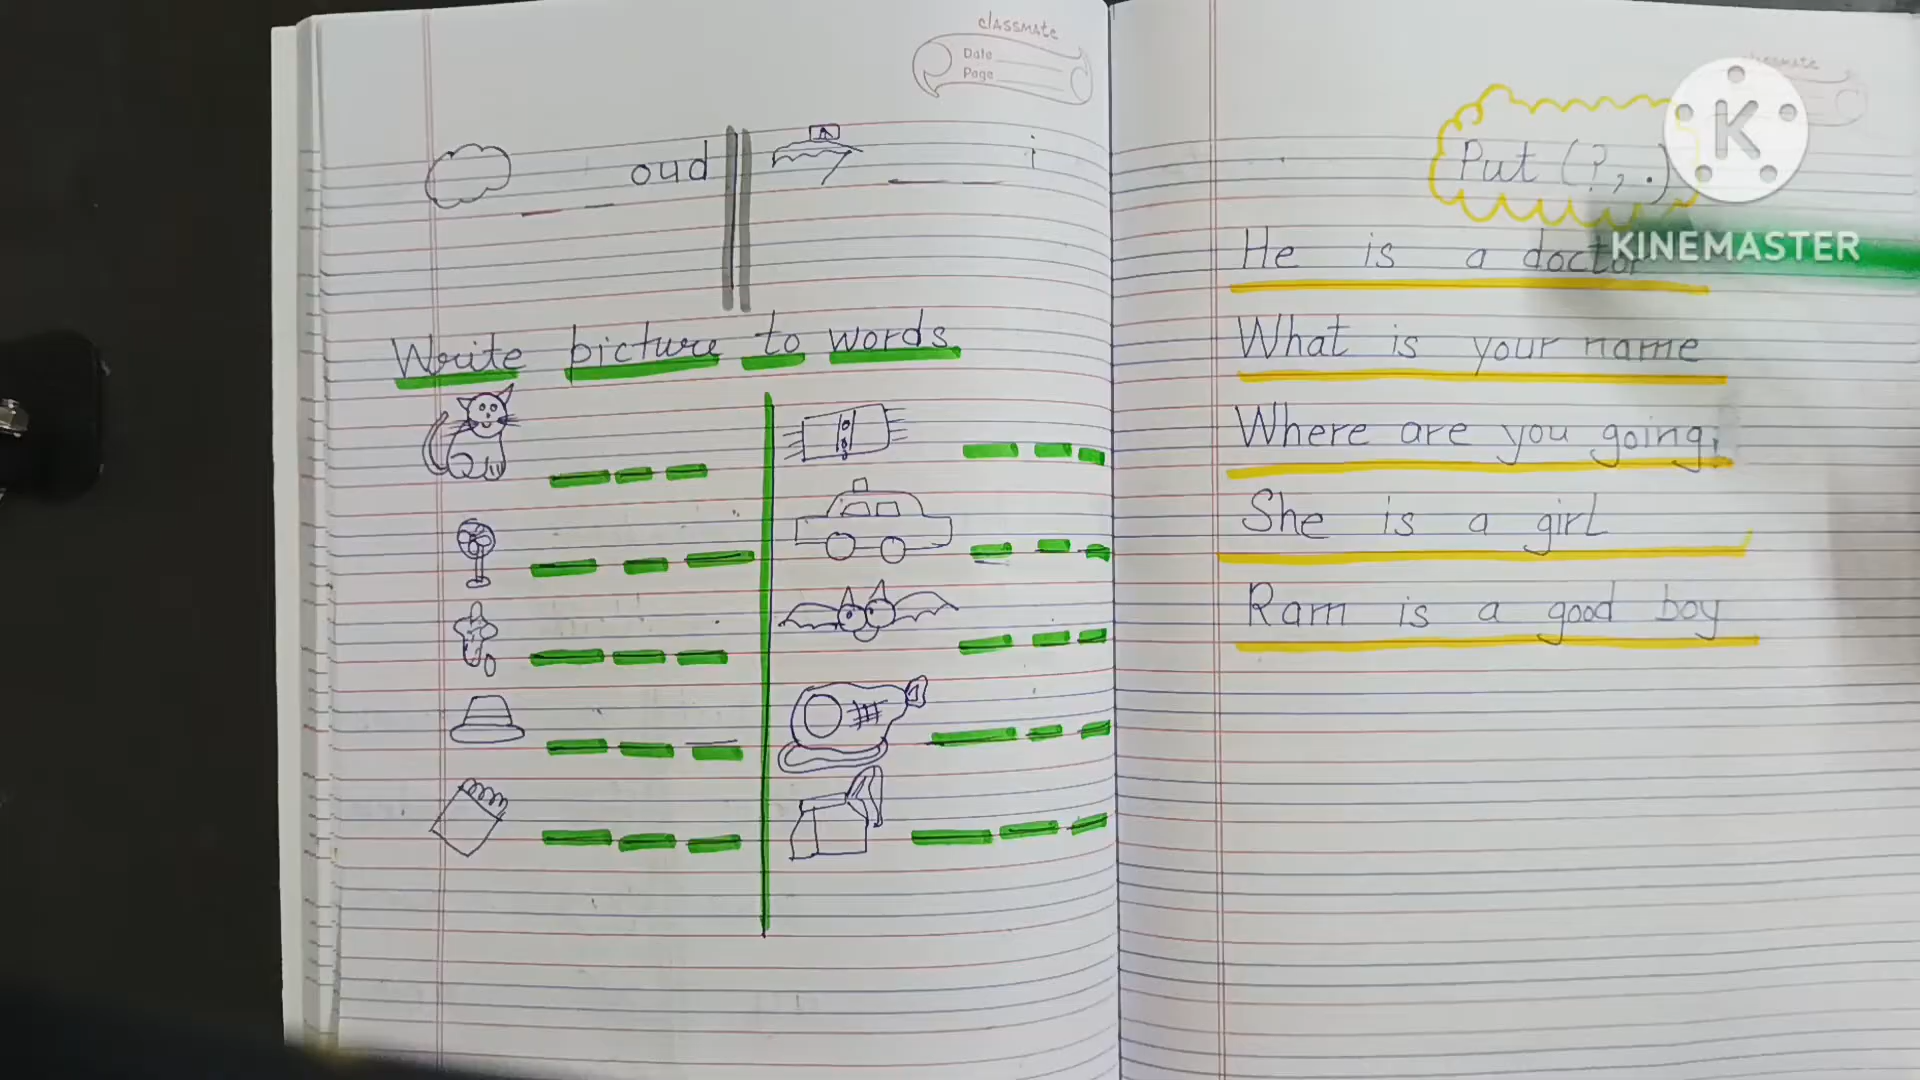 classmate
Date
Page
oud i
Write picture to words
Put (?, .)
He is a doctor
What is your name
Where are you going.
She is a girl
Ram is a good boy
K
KINEMASTER